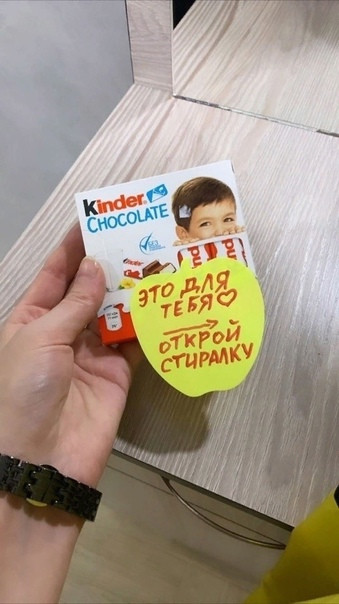 Kinder
CHOCOLATE
ЭТО ДЛЯ
ТЕБЯ♡
→
ОТКРОЙ
СТИРАЛКУ